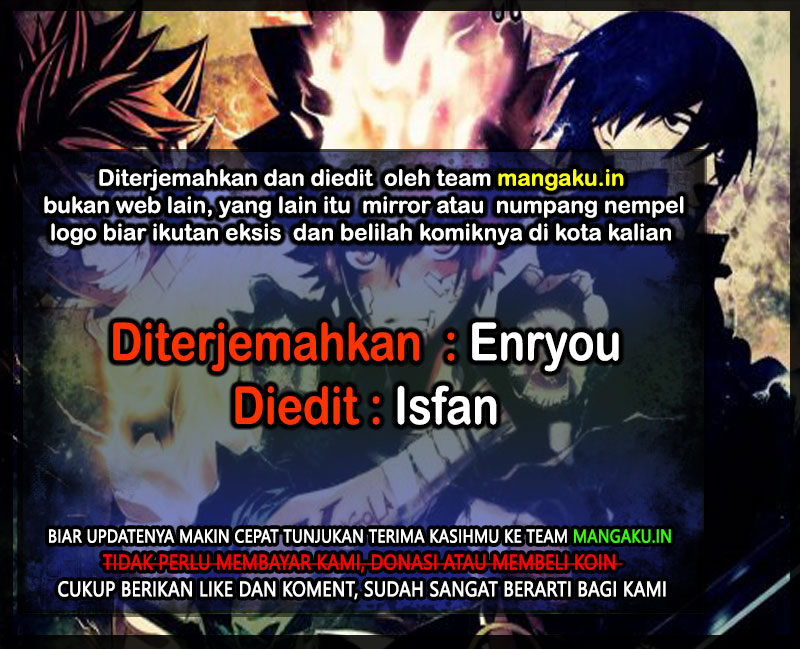 Diterjemahkan dan diedit oleh team mangaku.in
bukan web lain, yang lain itu mirror atau numpang nempel
logo biar ikutan eksis dan belilah komiknya di kota kalian
Diterjemahkan : Enryou
Diedit : Isfan
BIAR UPDATENYA MAKIN CEPAT TUNJUKAN TERIMA KASIHMU KE TEAM MANGAKU.IN
TIDAK PERLU MEMBAYAR KAMI, DONASI ATAU MEMBELI KOIN
CUKUP BERIKAN LIKE DAN KOMENT, SUDAH SANGAT BERARTI BAGI KAMI